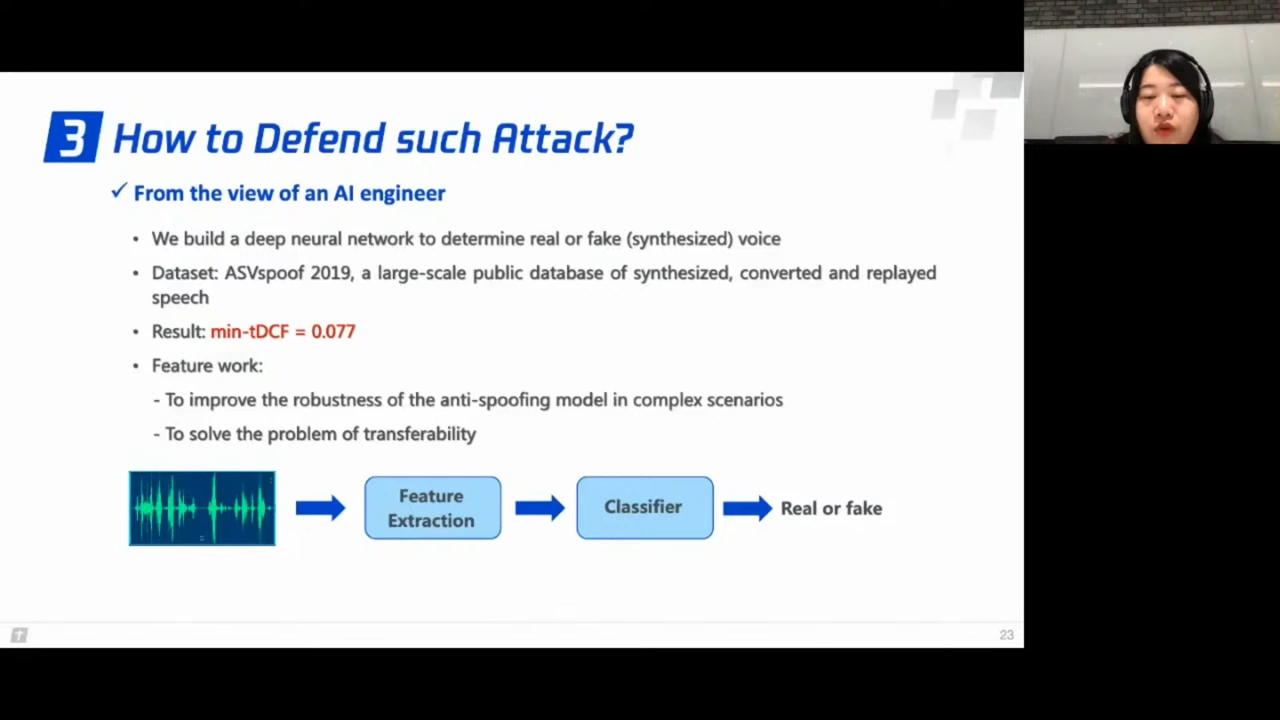 3 How to Defend such Attack?
✓ From the view of an AI engineer
• We build a deep neural network to determine real or fake (synthesized) voice
• Dataset: ASVspoof 2019, a large-scale public database of synthesized, converted and replayed
speech
• Result: min-tDCF = 0.077
• Feature work:
- To improve the robustness of the anti-spoofing model in complex scenarios
- To solve the problem of transferability
Feature
Extraction
Classifier
Real or fake
23